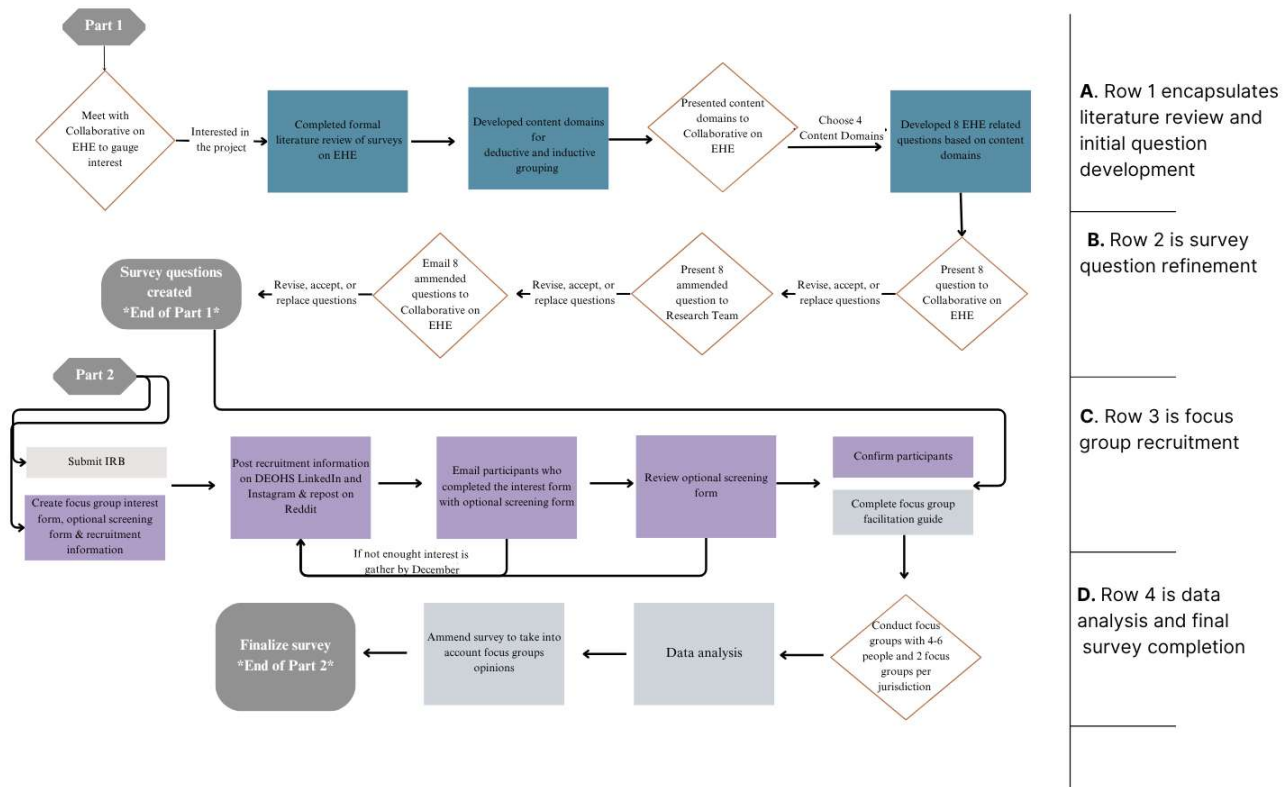 Part 1
Meet with
Collaborative on
EHE to gauge
interest
Interested in
the project
Completed formal
literature review of surveys
on EHE
Developed content domains
for
deductive and inductive
grouping
Presented content
domains to
Collaborative on
EHE
Choose 4
Content Domains
Developed 8 EHE related
questions based on content
domains
A. Row 1 encapsulates
literature review and
initial question
development
Survey questions
created
*End of Part 1*
Revise, accept, or
replace questions
Email 8
ammended
questions to
Collaborative on
EHE
Revise, accept, or
replace questions
Present 8
ammended
question to
Research Team
Revise, accept, or
replace questions
Present 8
question to
Collaborative on
EHE
B. Row 2 is survey
question refinement
Part 2
Submit IRB
Create focus group interest
form, optional screening
form & recruitment
information
Post recruitment information
on DEOHS LinkedIn and
Instagram & repost on
Reddit
Email participants who
completed the interest form
with optional screening form
Review optional screening
form
Confirm participants
Complete focus group
facilitation guide
If not enought interest is
gather by December
C. Row 3 is focus
group recruitment
Finalize survey
*End of Part 2*
Ammend survey to take into
account focus groups
opinions
Data analysis
Conduct focus
groups with 4-6
people and 2 focus
groups per
jurisdiction
D. Row 4 is data
analysis and final
survey completion